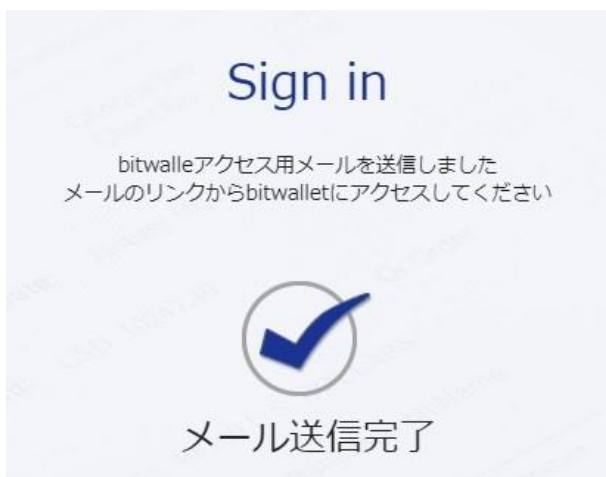 Sign in
bitwalleアクセス用メールを送信しました
メールのリンクからbitwalletにアクセスしてください
メール送信完了